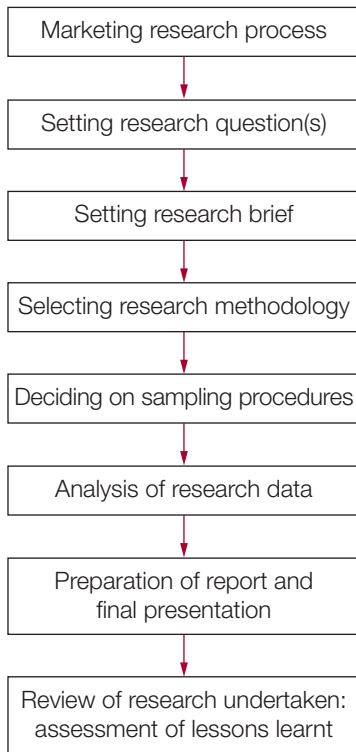 Marketing research process
Setting research question(s)
Setting research brief
Selecting research methodology
Deciding on sampling procedures
Analysis of research data
Preparation of report and
final presentation
Review of research undertaken:
assessment of lessons learnt